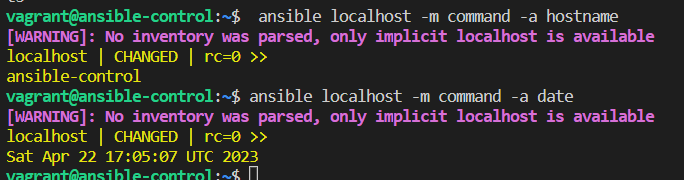 vagrant@ansible-control:~$  ansible localhost -m command -a hostname
[WARNING]: No inventory was parsed, only implicit localhost is available
localhost | CHANGED | rc=0 >>
ansible-control
vagrant@ansible-control:~$ ansible localhost -m command -a date
[WARNING]: No inventory was parsed, only implicit localhost is available
localhost | CHANGED | rc=0 >>
Sat Apr 22 17:05:07 UTC 2023
vagrant@ansible-control:~$